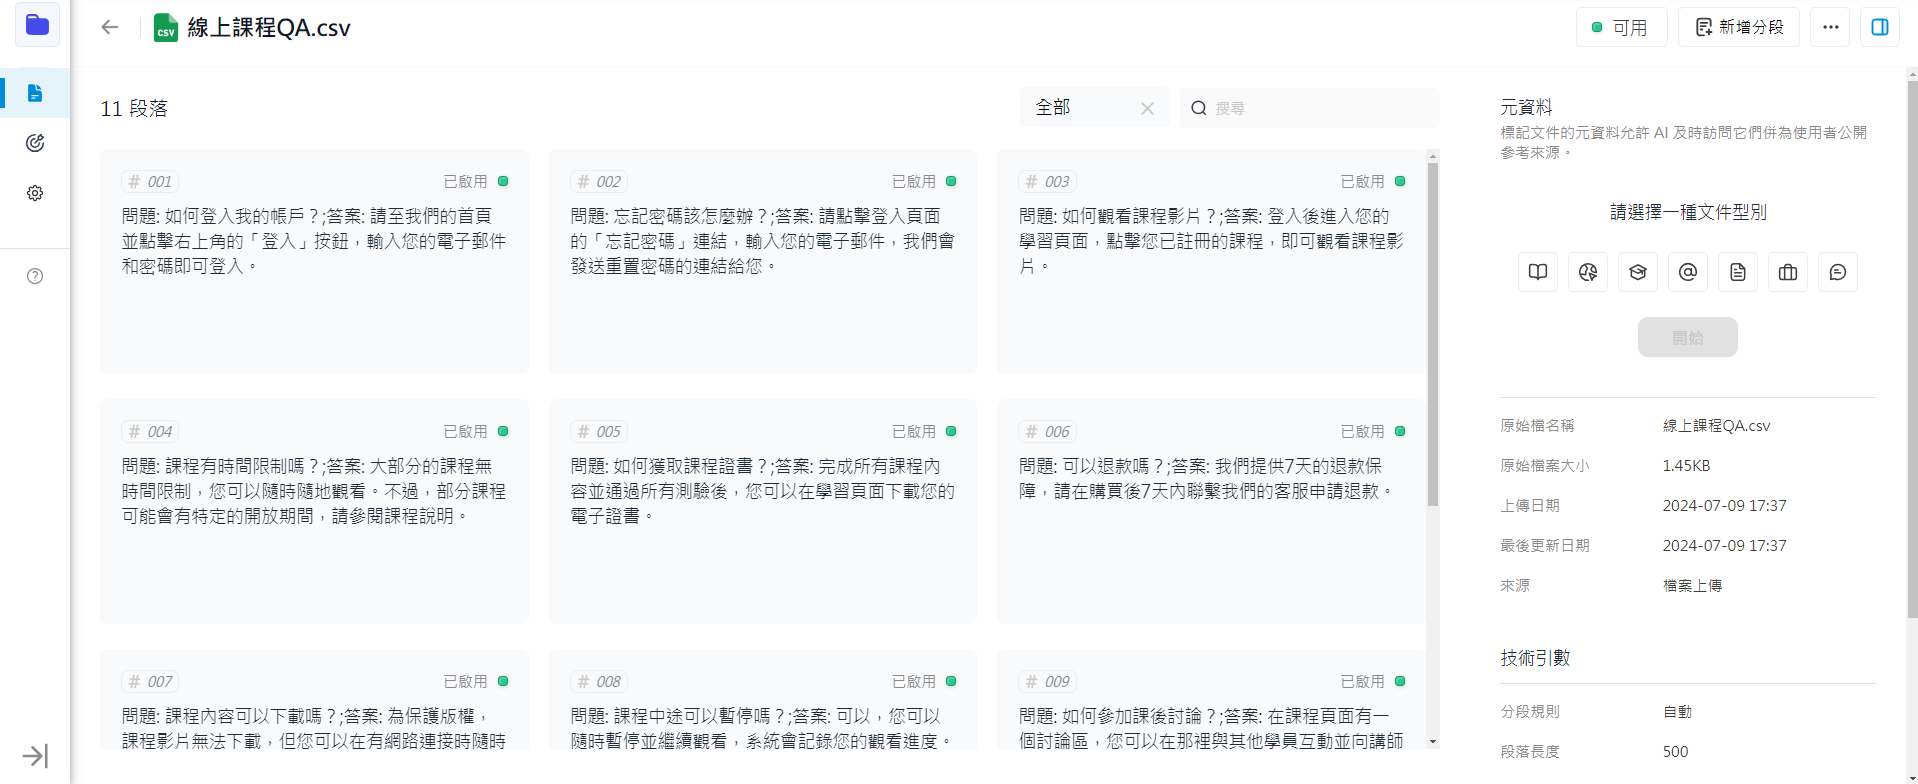 CSV 線上課程QA.csv
可用
新增分段
11 段落
全部
搜尋
# 001 已啟用
問題: 如何登入我的帳戶？;答案: 請至我們的首頁
並點擊右上角的「登入」按鈕，輸入您的電子郵件
和密碼即可登入。
# 002 已啟用
問題: 忘記密碼該怎麼辦？;答案: 請點擊登入頁面
的「忘記密碼」連結，輸入您的電子郵件，我們會
發送重置密碼的連結給您。
# 003 已啟用
問題: 如何觀看課程影片？;答案: 登入後進入您的
學習頁面，點擊您已註冊的課程，即可觀看課程影
片。
# 004 已啟用
問題: 課程有時間限制嗎？;答案: 大部分的課程無
時間限制，您可以隨時隨地觀看。不過，部分課程
可能會有特定的開放期間，請參閱課程說明。
# 005 已啟用
問題: 如何獲取課程證書？;答案: 完成所有課程內
容並通過所有測驗後，您可以在學習頁面下載您的
電子證書。
# 006 已啟用
問題: 可以退款嗎？;答案: 我們提供7天的退款保
障，請在購買後7天內聯繫我們的客服申請退款。
# 007 已啟用
問題: 課程內容可以下載嗎？;答案: 為保護版權，
課程影片無法下載，但您可以在有網路連接時隨時
# 008 已啟用
問題: 課程中途可以暫停嗎？;答案: 可以，您可以
隨時暫停並繼續觀看，系統會記錄您的觀看進度。
# 009 已啟用
問題: 如何參加課後討論？;答案: 在課程頁面有一
個討論區，您可以在那裡與其他學員互動並向講師
元資料
標記文件的元資料允許 AI 及時訪問它們併為使用者公開
參考來源。
請選擇一種文件型別
開始
原始檔名稱 線上課程QA.csv
原始檔案大小 1.45KB
上傳日期 2024-07-09 17:37
最後更新日期 2024-07-09 17:37
來源 檔案上傳
技術引數
分段規則 自動
段落長度 500